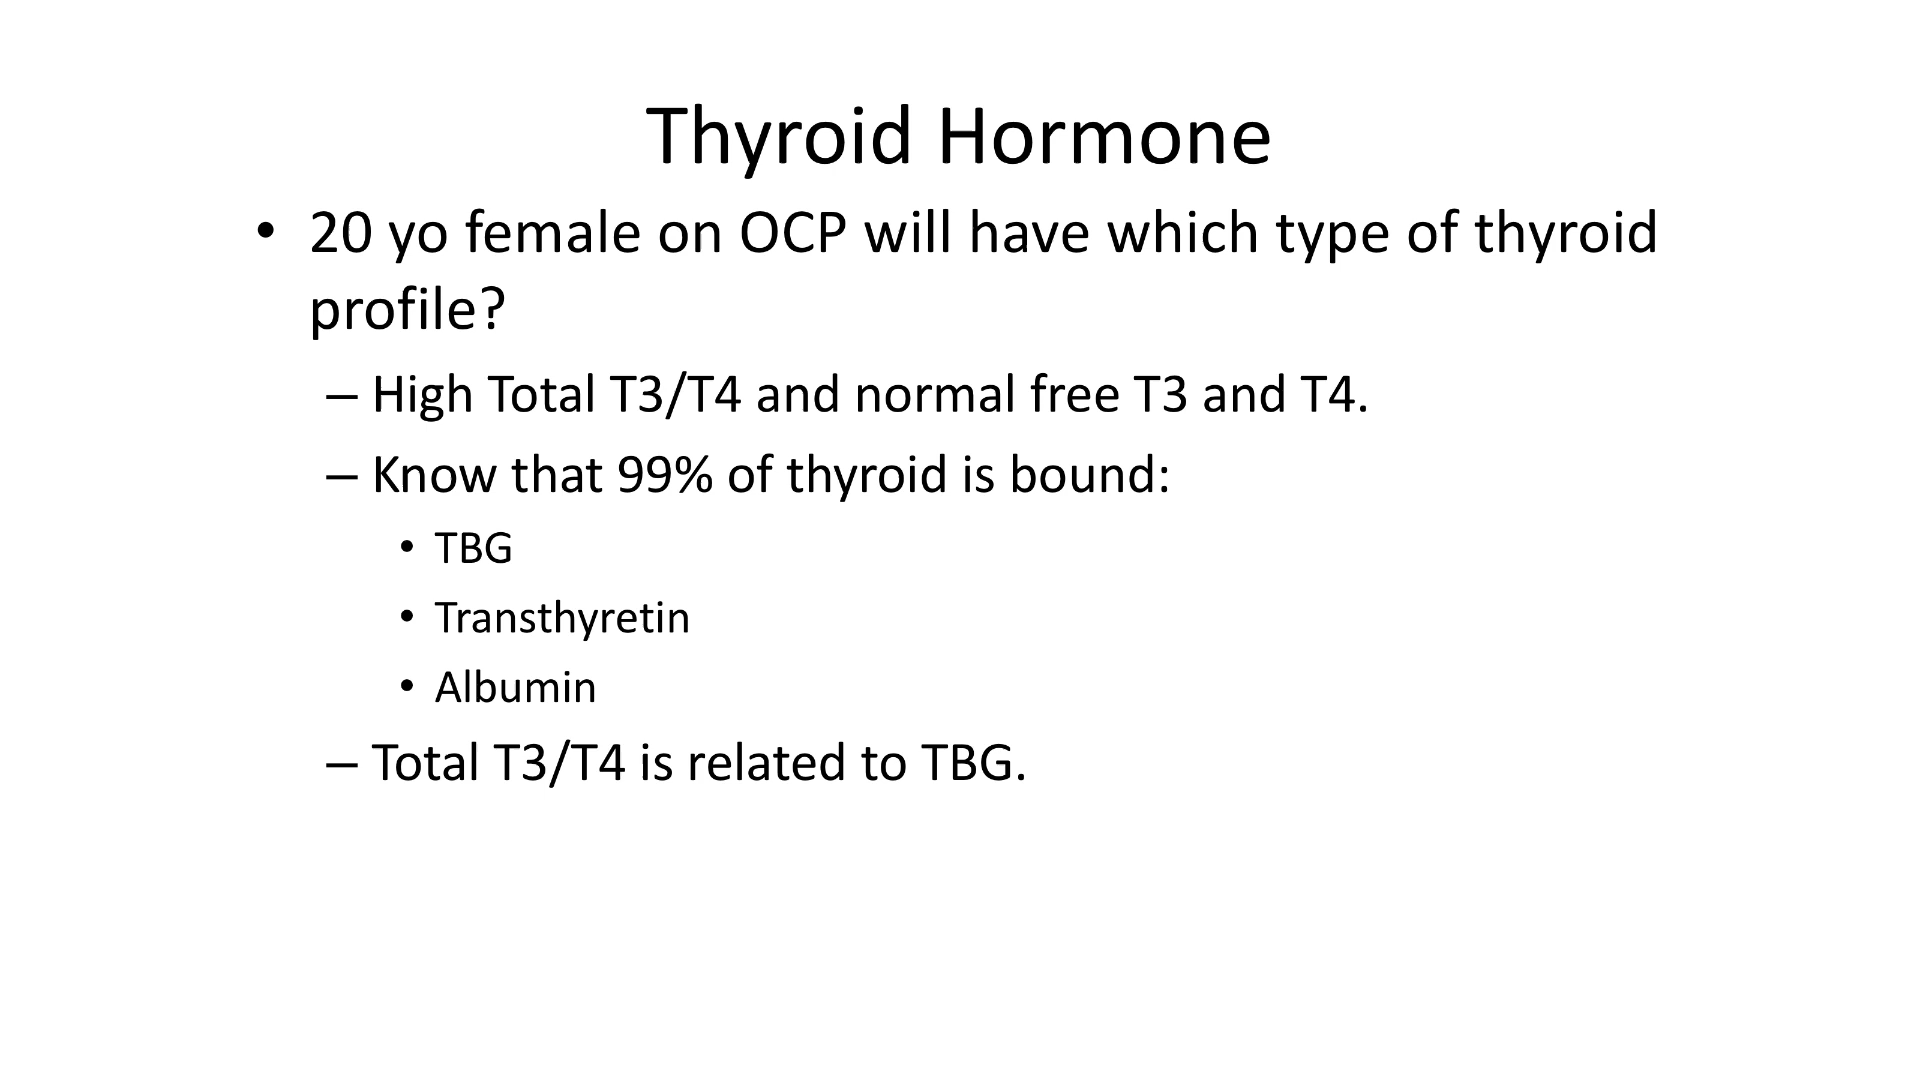 Thyroid Hormone
• 20 yo female on OCP will have which type of thyroid
profile?
– High Total T3/T4 and normal free T3 and T4.
– Know that 99% of thyroid is bound:
• TBG
• Transthyretin
• Albumin
– Total T3/T4 is related to TBG.